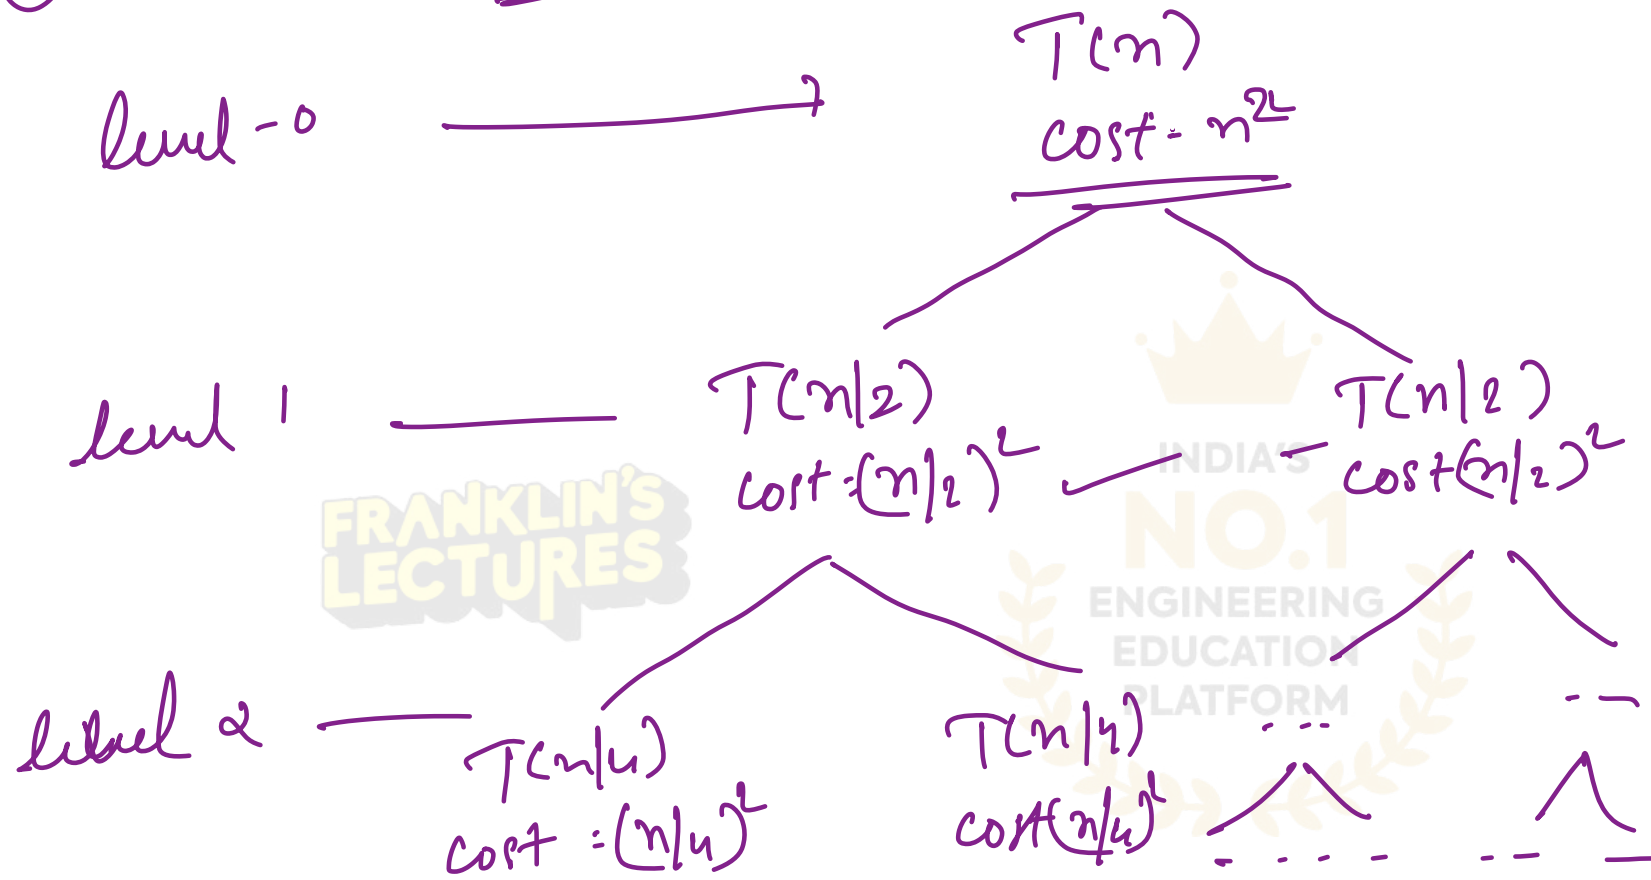 T(n)
level - 0
cost = n²
T(n/2) T(n/2)
level 1
cost = (n/2)² cost (n/2)²
INDIA'S
FRANKLIN'S
LECTURES
NO.1
ENGINEERING
EDUCATION
PLATFORM
level 2
T(n/4) T(n/4)
cost = (n/4)² cost (n/4)²